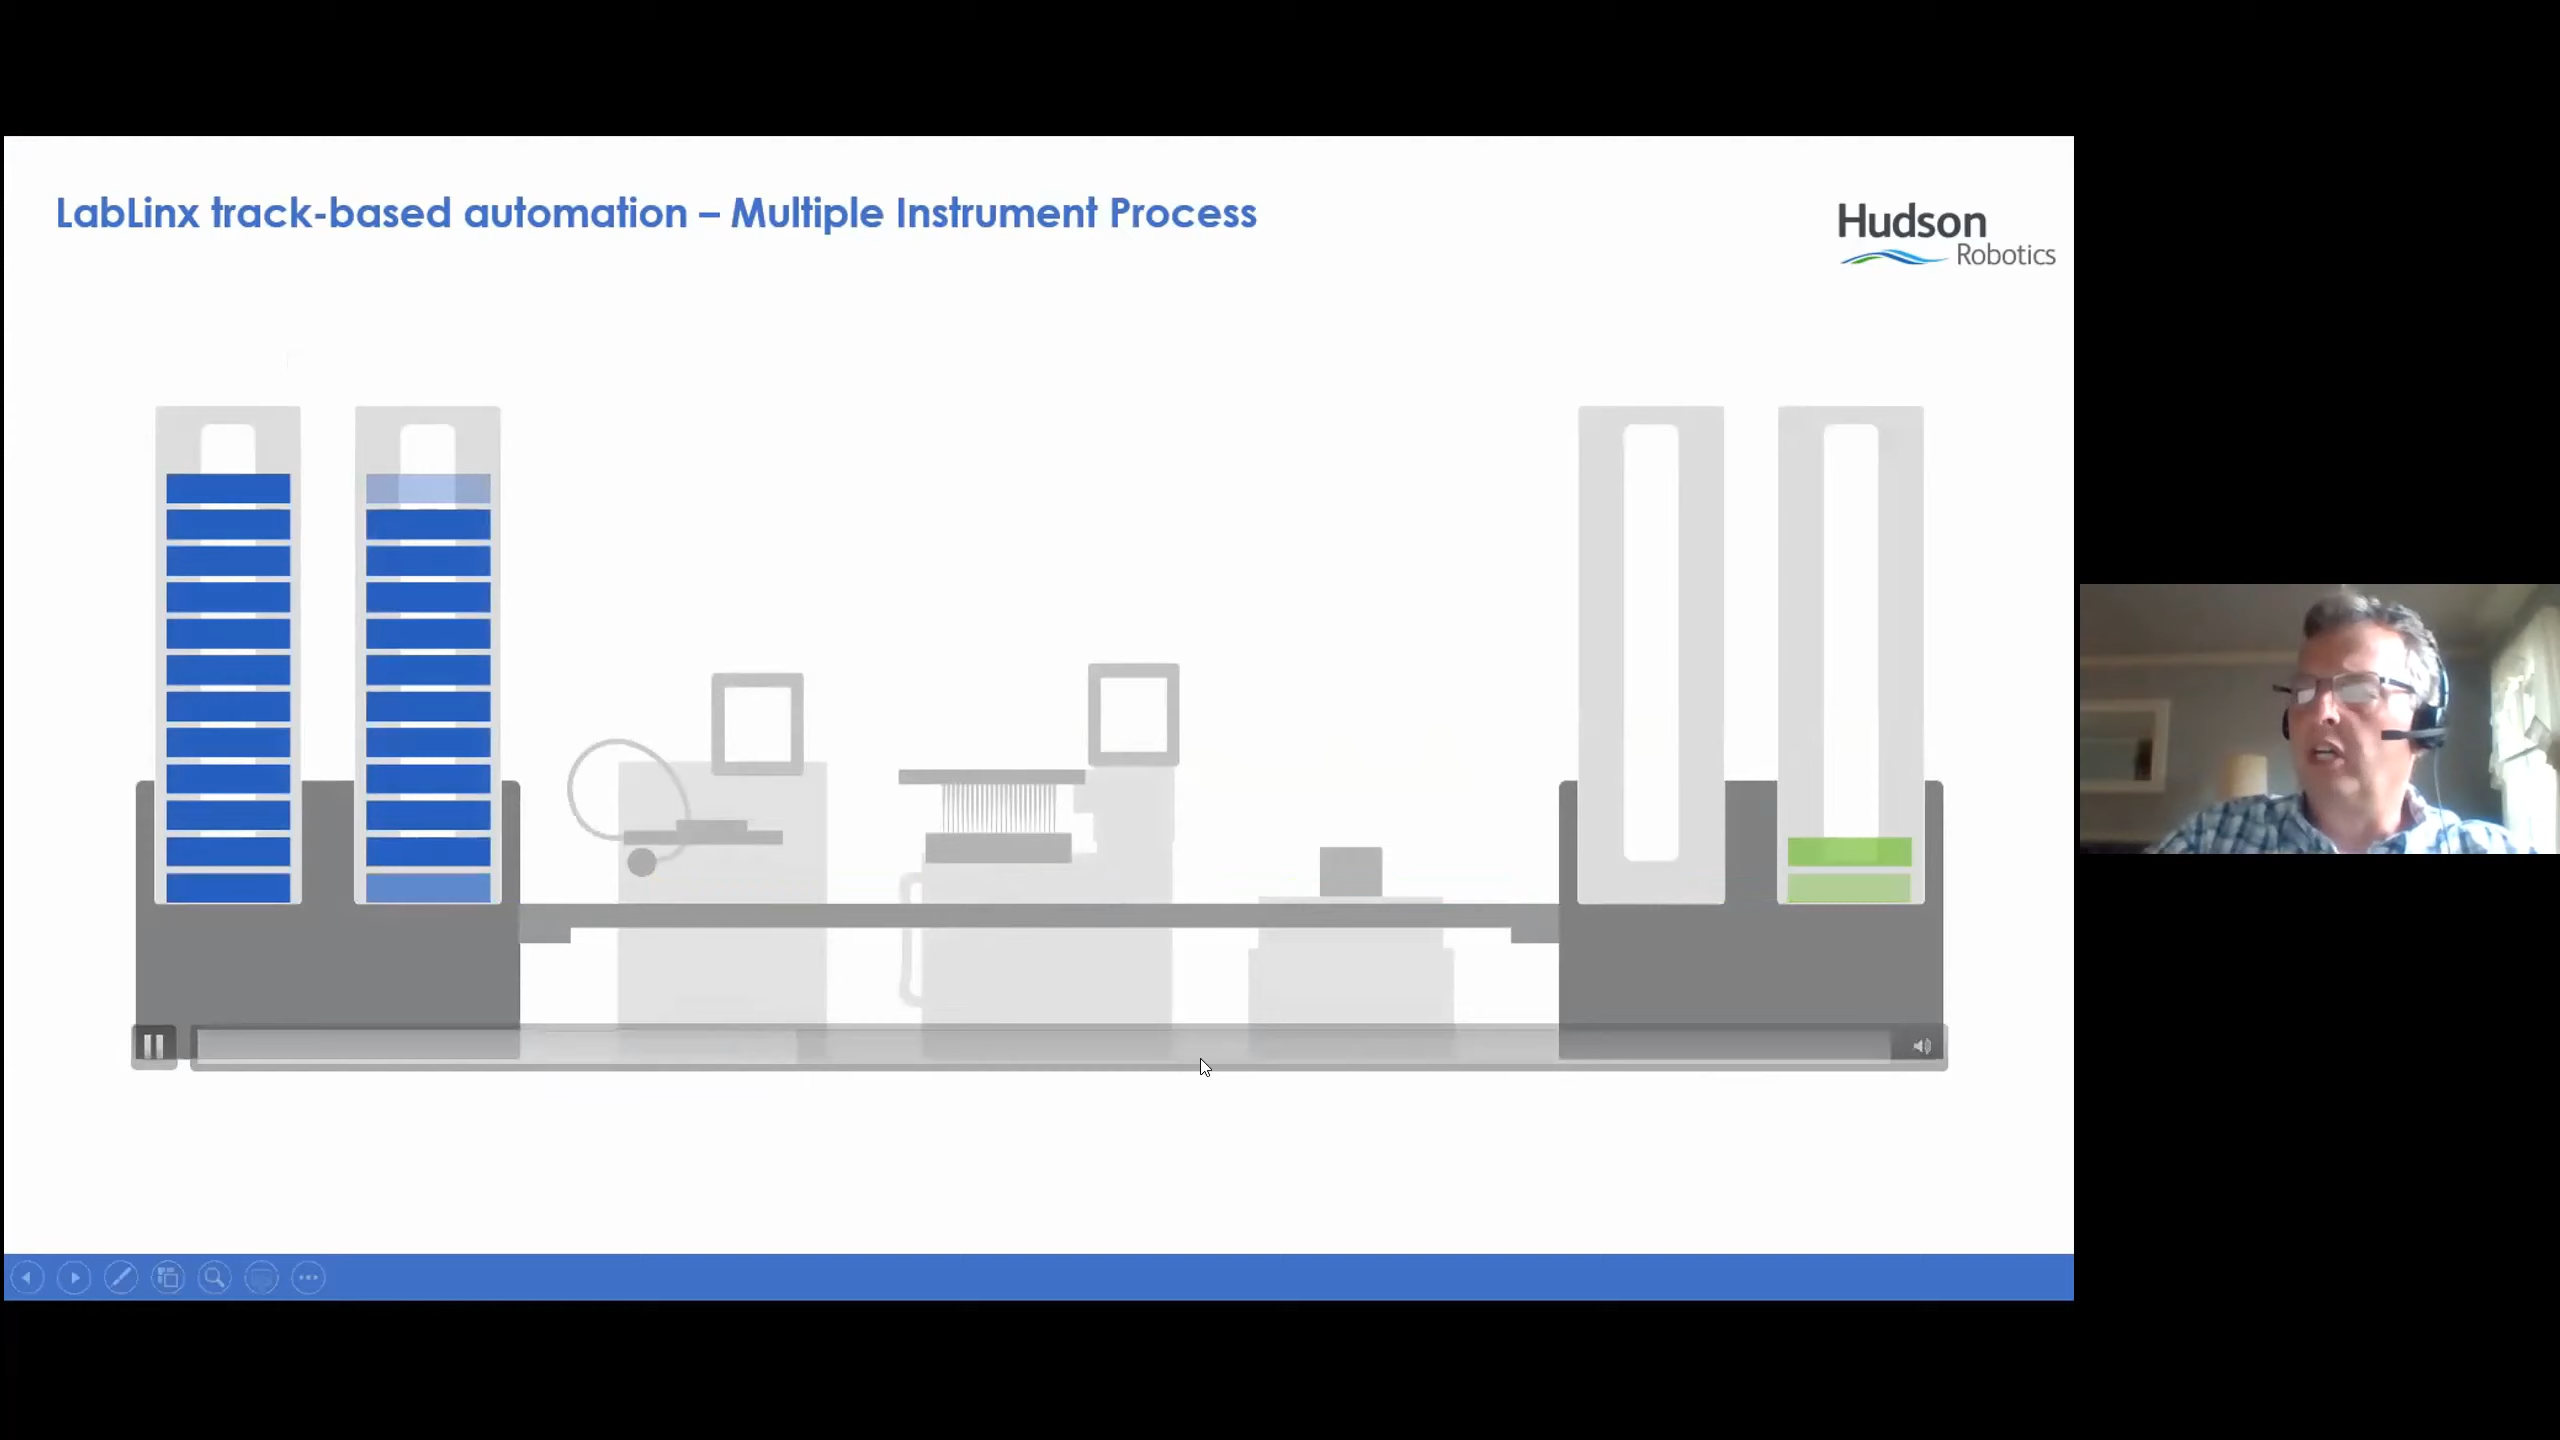 LabLinx track-based automation – Multiple Instrument Process
Hudson
Robotics